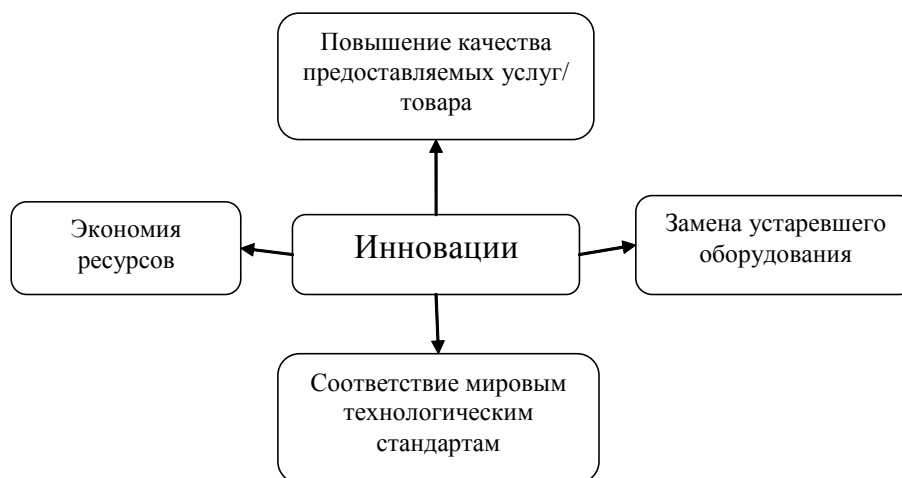 Повышение качества
предоставляемых услуг/
товара
Экономия
ресурсов
Инновации
Замена устаревшего
оборудования
Соответствие мировым
технологическим
стандартам